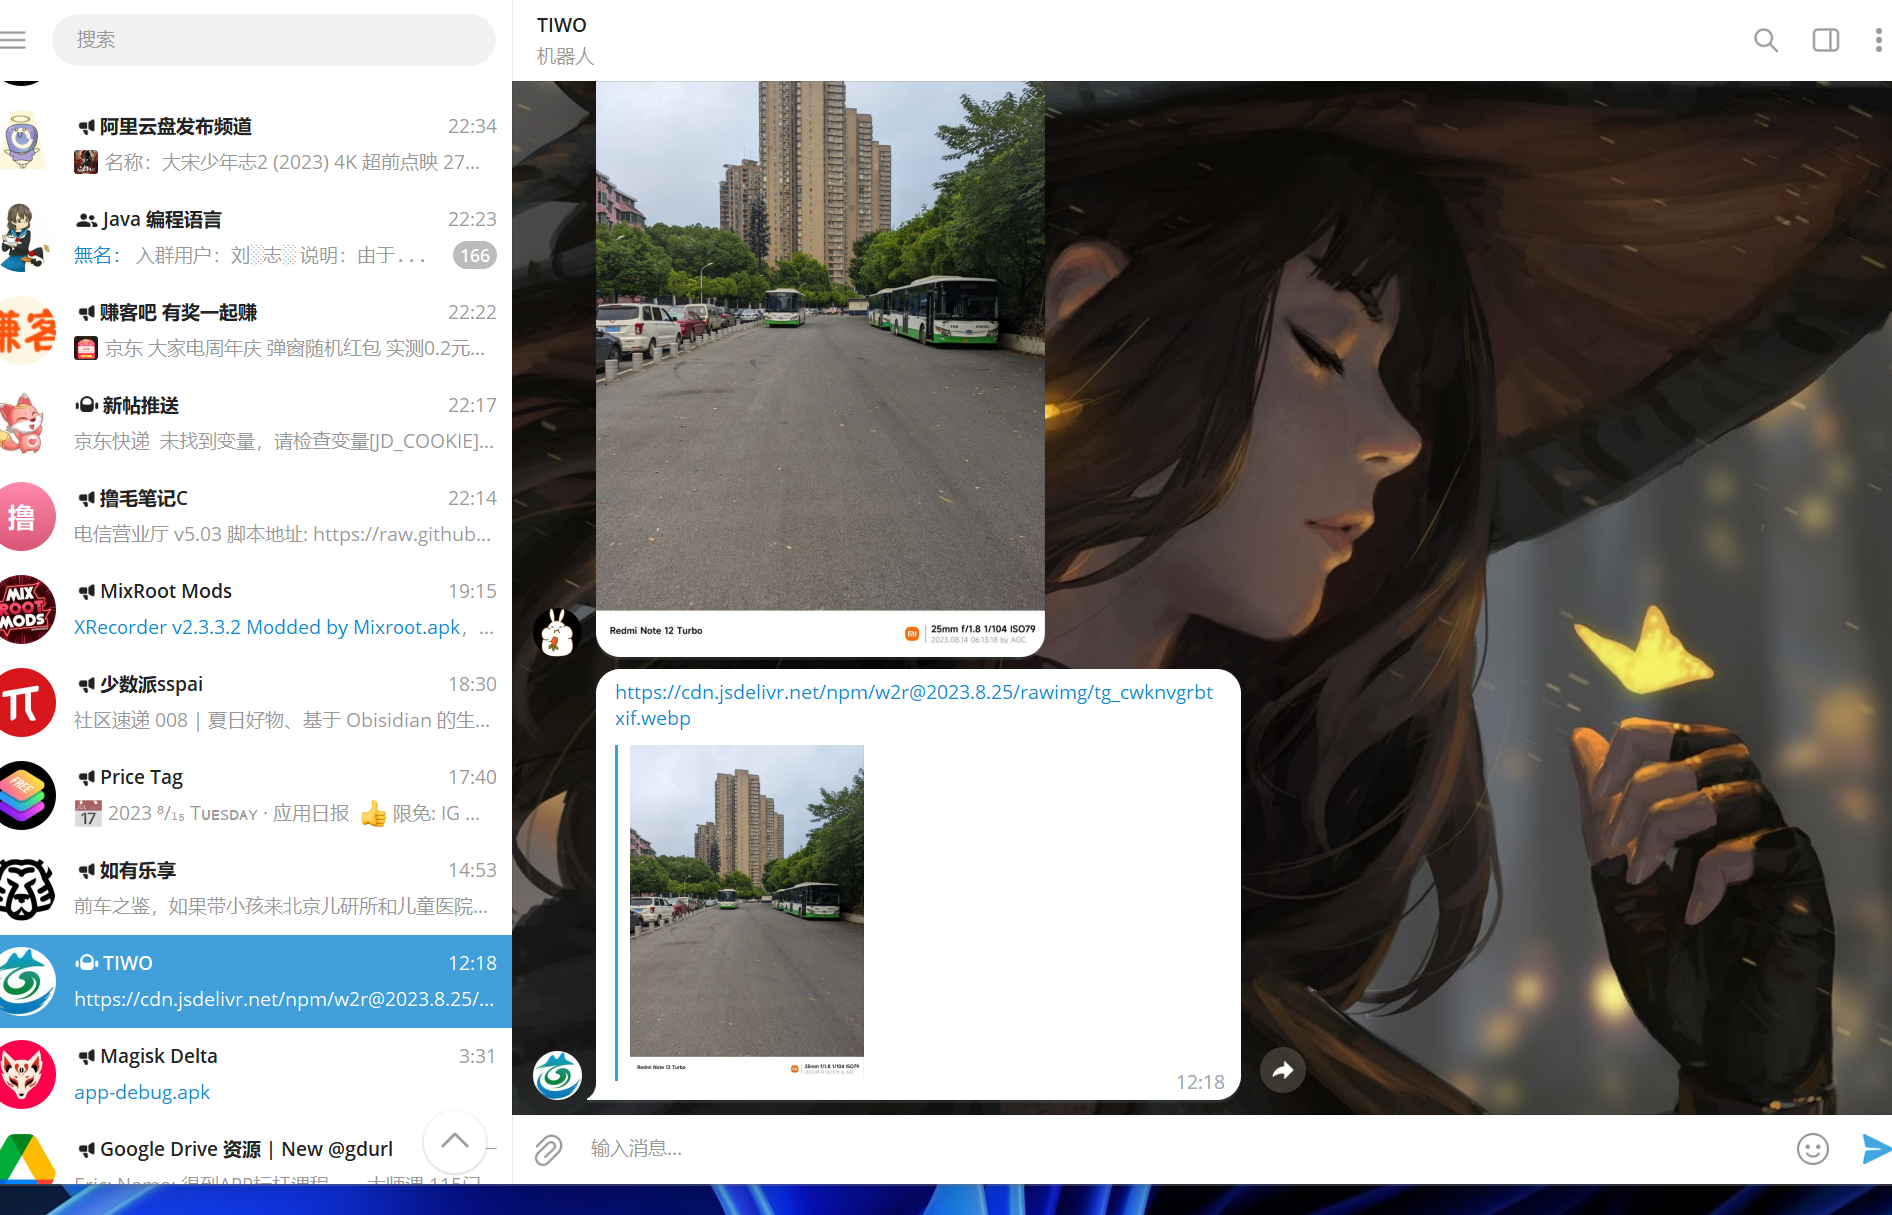 搜索
TIWO
机器人
阿里云盘发布频道 22:34
名称：大宋少年志2 (2023) 4K 超前点映 27...
Java 编程语言 22:23
無名： 入群用户：刘░志░ 说明：由于... 166
赚客吧 有奖一起赚 22:22
京东 大家电周年庆 弹窗随机红包 实测0.2元...
新帖推送 22:17
京东快递 未找到变量，请检查变量[JD_COOKIE]...
撸
撸毛笔记C 22:14
电信营业厅 v5.03 脚本地址: https://raw.github...
MIX ROOT MODS
MixRoot Mods 19:15
XRecorder v2.3.3.2 Modded by Mixroot.apk, ...
少数派sspai 18:30
社区速递 008 | 夏日好物、基于 Obisidian 的生...
FREE
Price Tag 17:40
JUL 17 2023 ⁸/₁₅ Tᴜᴇsᴅᴀʏ · 应用日报 👍 限免: IG ...
如有乐享 14:53
前车之鉴，如果带小孩来北京儿研所和儿童医院...
TIWO 12:18
https://cdn.jsdelivr.net/npm/w2r@2023.8.25/...
Magisk Delta 3:31
app-debug.apk
Google Drive 资源 | New @gdurl
Redmi Note 12 Turbo
25mm f/1.8 1/104 ISO79
2023.08.14 06:13:18 by AGC
https://cdn.jsdelivr.net/npm/w2r@2023.8.25/rawimg/tg_cwknvgrbt
xif.webp
Redmi Note 12 Turbo
25mm f/1.8 1/104 ISO79
12:18
输入消息...